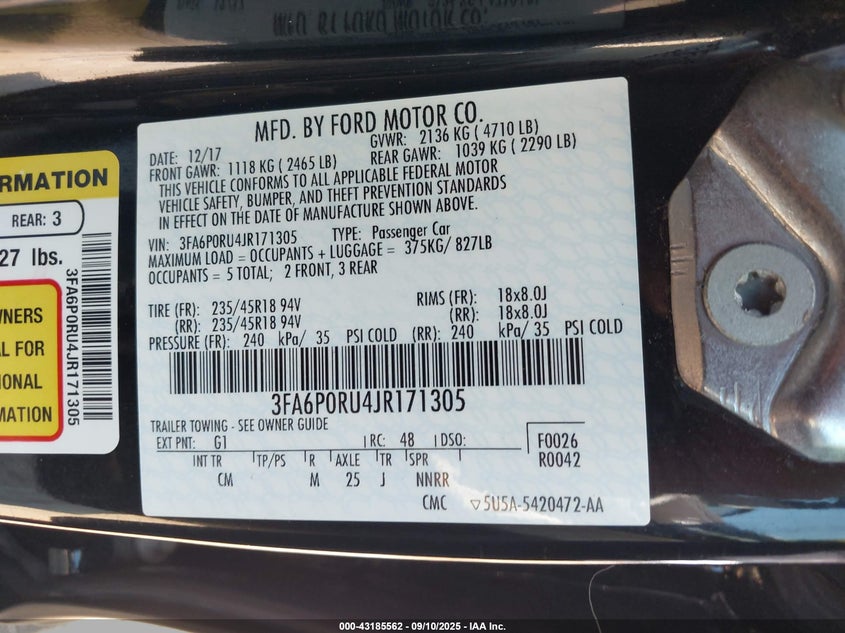 MFD. BY FORD MOTOR CO.
DATE: 12/17 GVWR: 2136 KG ( 4710 LB)
FRONT GAWR: 1118 KG ( 2465 LB) REAR GAWR: 1039 KG ( 2290 LB)
THIS VEHICLE CONFORMS TO ALL APPLICABLE FEDERAL MOTOR
VEHICLE SAFETY, BUMPER, AND THEFT PREVENTION STANDARDS
IN EFFECT ON THE DATE OF MANUFACTURE SHOWN ABOVE.
VIN: 3FA6P0RU4JR171305 TYPE: Passenger Car
MAXIMUM LOAD = OCCUPANTS + LUGGAGE = 375KG/ 827LB
OCCUPANTS = 5 TOTAL; 2 FRONT, 3 REAR
TIRE (FR): 235/45R18 94V RIMS (FR): 18x8.0J
(RR): 235/45R18 94V (RR): 18x8.0J
PRESSURE (FR): 240 kPa/ 35 PSI COLD (RR): 240 kPa/ 35 PSI COLD
3FA6P0RU4JR171305
TRAILER TOWING - SEE OWNER GUIDE
EXT PNT: G1 RC: 48 DSO: F0026
R0042
INT TR TP/PS R AXLE TR SPR
CM M 25 J NNRR
CMC ▽5U5A-5420472-AA
RMATION
REAR: 3
27 lbs.
WNERS
AL FOR
IONAL
MATION
3FA6P0RU4JR171305
000-43185562 - 09/10/2025 - IAA Inc.